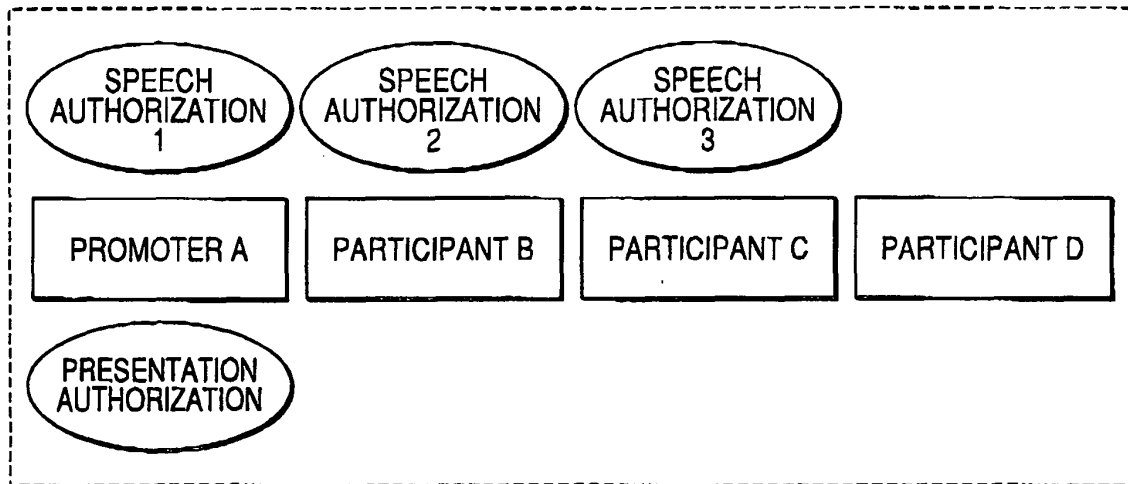 SPEECH
AUTHORIZATION
1
SPEECH
AUTHORIZATION
2
SPEECH
AUTHORIZATION
3
PROMOTER A
PARTICIPANT B
PARTICIPANT C
PARTICIPANT D
PRESENTATION
AUTHORIZATION